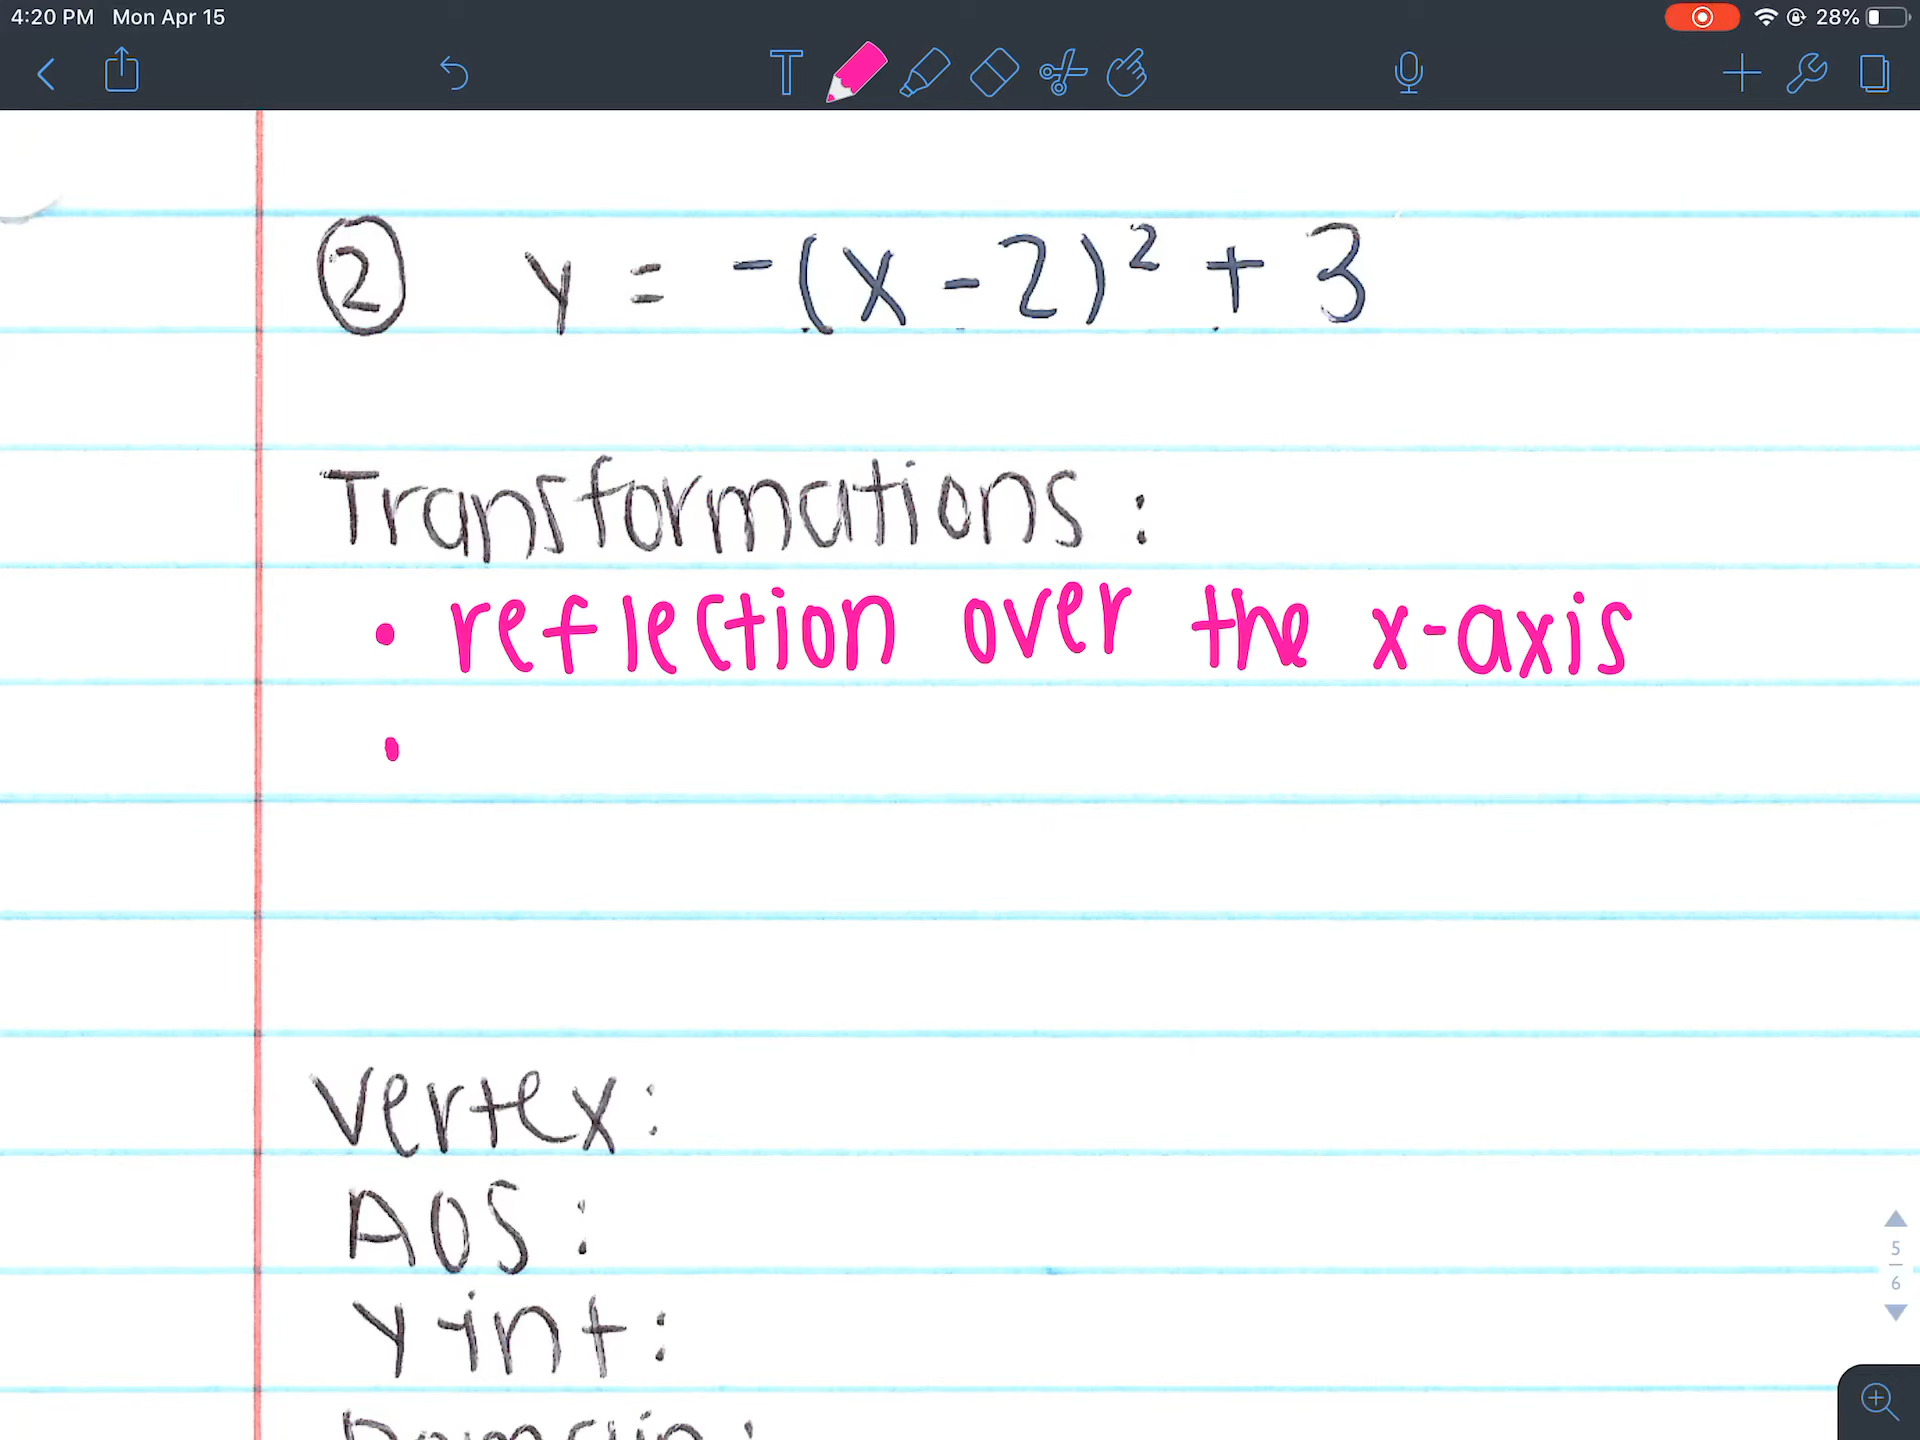 4:20 PM Mon Apr 15 28%
T
② y = -(x - 2)² + 3
Transformations :
• reflection over the x-axis
•
Vertex:
AOS :
y-int:
Domain:
5
6